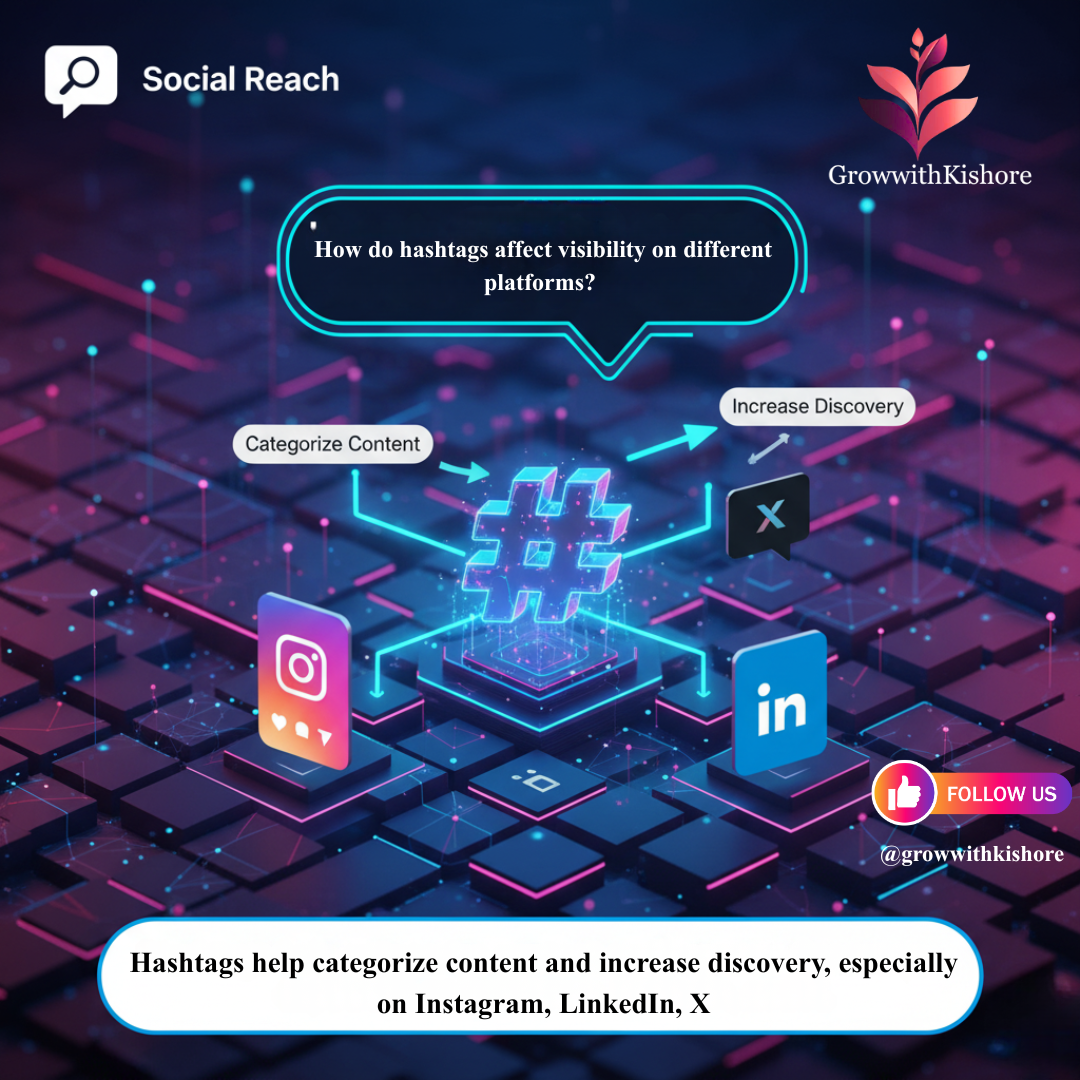 Social Reach
GrowwithKishore
How do hashtags affect visibility on different
platforms?
Increase Discovery
Categorize Content
#
X
in
FOLLOW US
@growwithkishore
Hashtags help categorize content and increase discovery, especially
on Instagram, LinkedIn, X